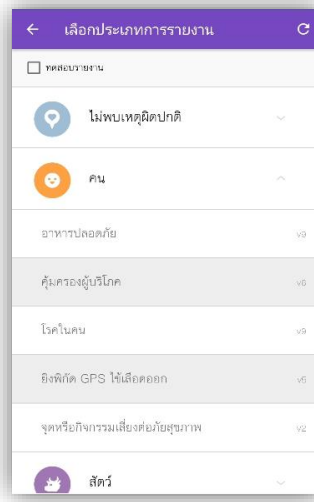 เลือกประเภทการรายงาน
ทดสอบรายงาน
ไม่พบเหตุผิดปกติ
คน
อาหารปลอดภัย v9
คุ้มครองผู้บริโภค v6
โรคในคน v9
ยิงพิกัด GPS ไข้เลือดออก v5
จุดหรือกิจกรรมเสี่ยงต่อภัยสุขภาพ v2
สัตว์